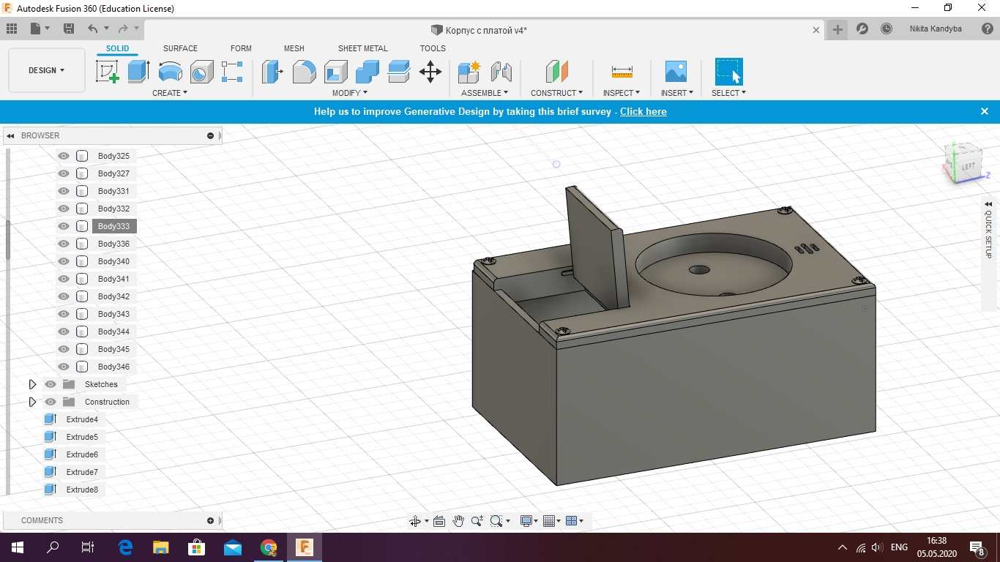 Autodesk Fusion 360 (Education License)
Корпус с платой v4*
Nikita Kandyba
SOLID SURFACE FORM MESH SHEET METAL TOOLS
DESIGN
CREATE MODIFY ASSEMBLE CONSTRUCT INSPECT INSERT SELECT
Help us to improve Generative Design by taking this brief survey - Click here
BROWSER
Body325
Body327
Body331
Body332
Body333
Body336
Body340
Body341
Body342
Body343
Body344
Body345
Body346
Sketches
Construction
Extrude4
Extrude5
Extrude6
Extrude7
Extrude8
LEFT
X
Z
QUICK SETUP
COMMENTS
ENG
16:38
05.05.2020
8